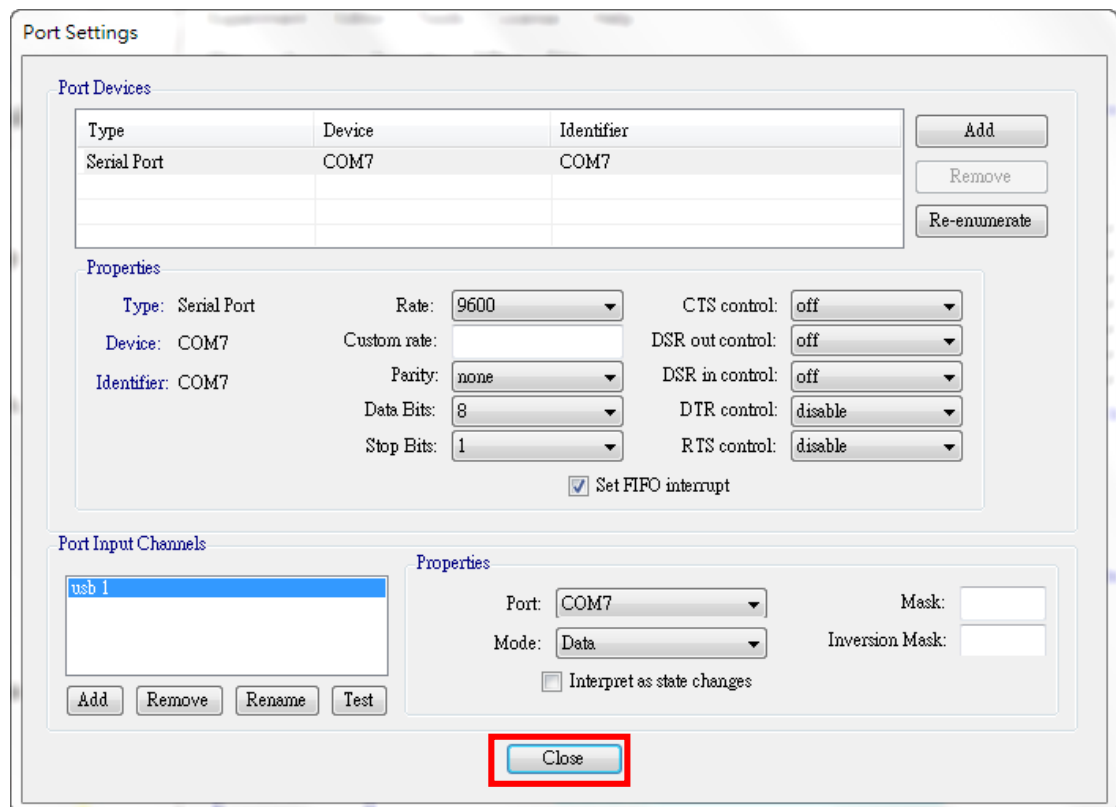 Port Settings
Port Devices
Type Device Identifier
Serial Port COM7 COM7
Add
Remove
Re-enumerate
Properties
Type: Serial Port Rate: 9600 CTS control: off
Device: COM7 Custom rate: DSR out control: off
Identifier: COM7 Parity: none DSR in control: off
Data Bits: 8 DTR control: disable
Stop Bits: 1 RTS control: disable
Set FIFO interrupt
Port Input Channels
usb 1
Add Remove Rename Test
Properties
Port: COM7 Mask:
Mode: Data Inversion Mask:
Interpret as state changes
Close